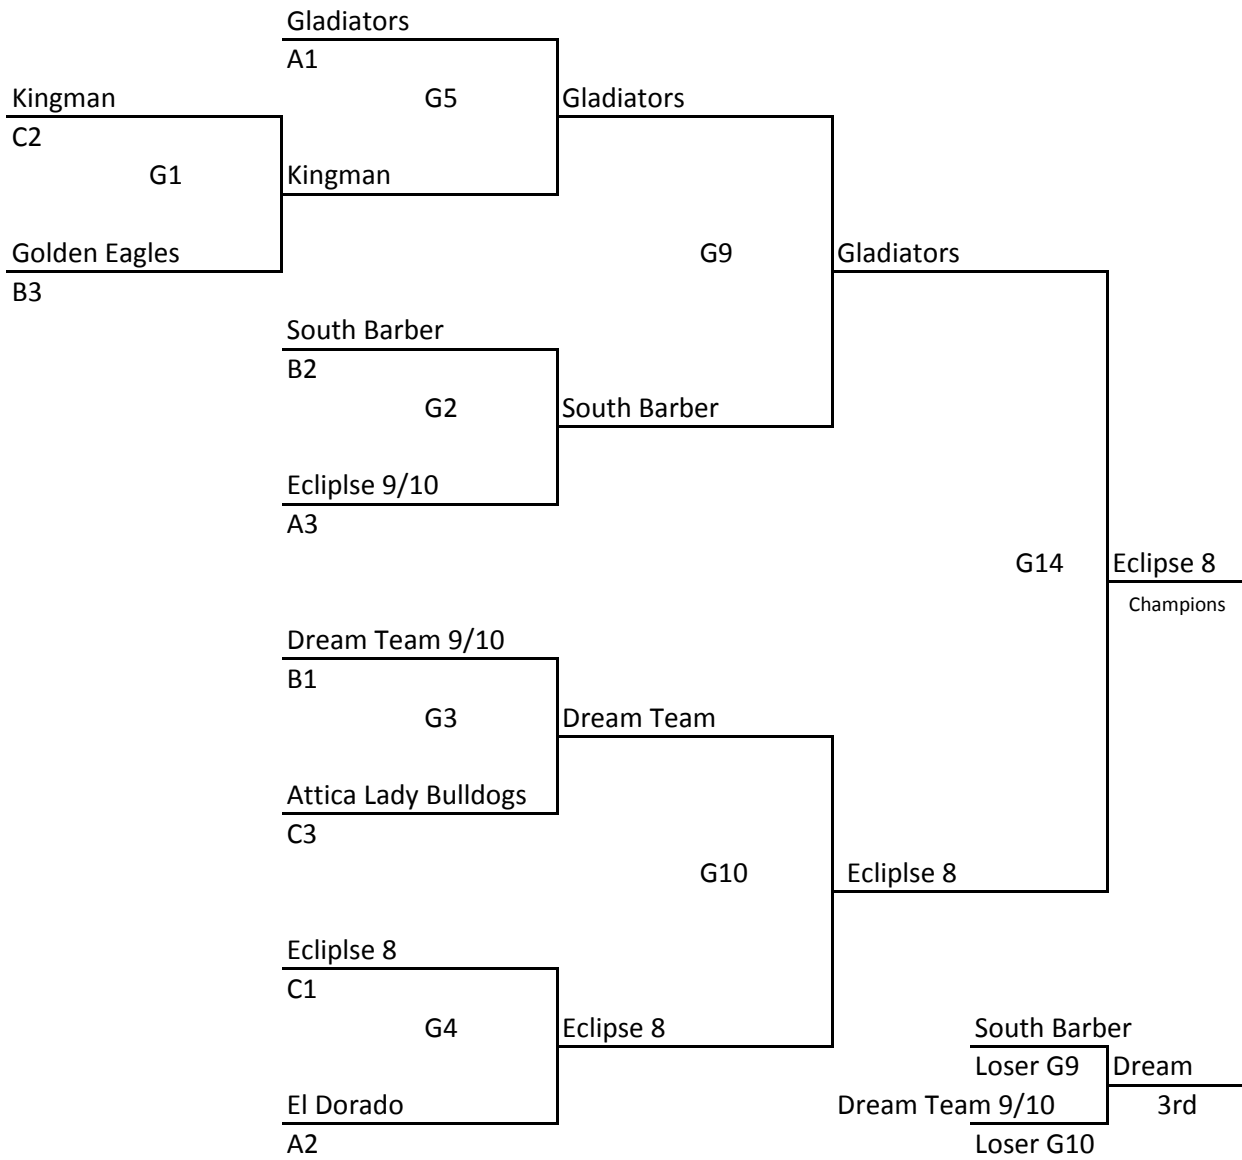 Gladiators
A1
Kingman
G5
Gladiators
C2
G1
Kingman
Golden Eagles
G9
Gladiators
B3
South Barber
B2
G2
South Barber
Ecliplse 9/10
A3
G14
Eclipse 8
Champions
Dream Team 9/10
B1
G3
Dream Team
Attica Lady Bulldogs
C3
G10
Ecliplse 8
Ecliplse 8
C1
G4
Eclipse 8
South Barber
Loser G9
Dream
El Dorado
Dream Team 9/10
3rd
A2
Loser G10